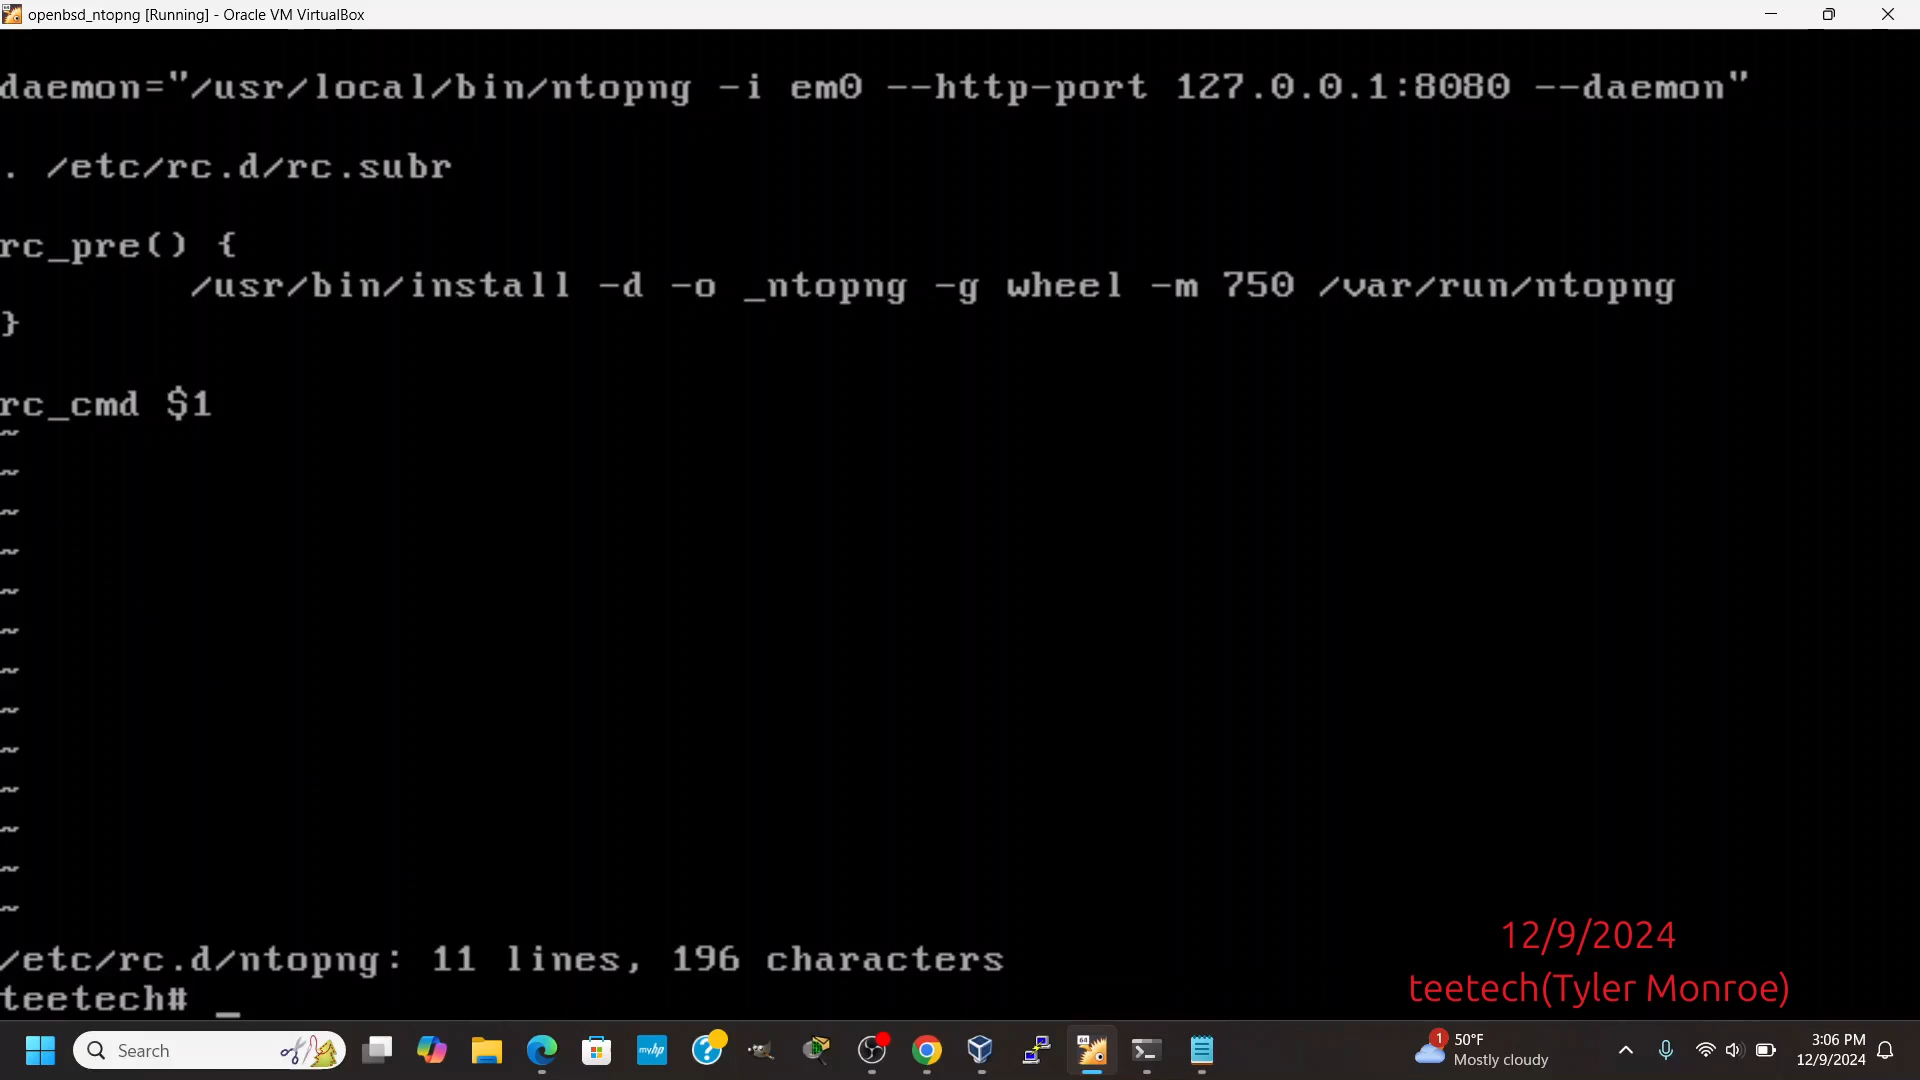 openbsd_ntopng [Running] - Oracle VM VirtualBox
daemon="/usr/local/bin/ntopng -i em0 --http-port 127.0.0.1:8080 --daemon"
. /etc/rc.d/rc.subr
rc_pre() {
/usr/bin/install -d -o _ntopng -g wheel -m 750 /var/run/ntopng
}
rc_cmd $1
~
~
~
~
~
~
~
~
~
~
~
~
~
/etc/rc.d/ntopng: 11 lines, 196 characters
teetech# _
12/9/2024
teetech(Tyler Monroe)
Search
myhp
?
64
1
50°F
Mostly cloudy
3:06 PM
12/9/2024